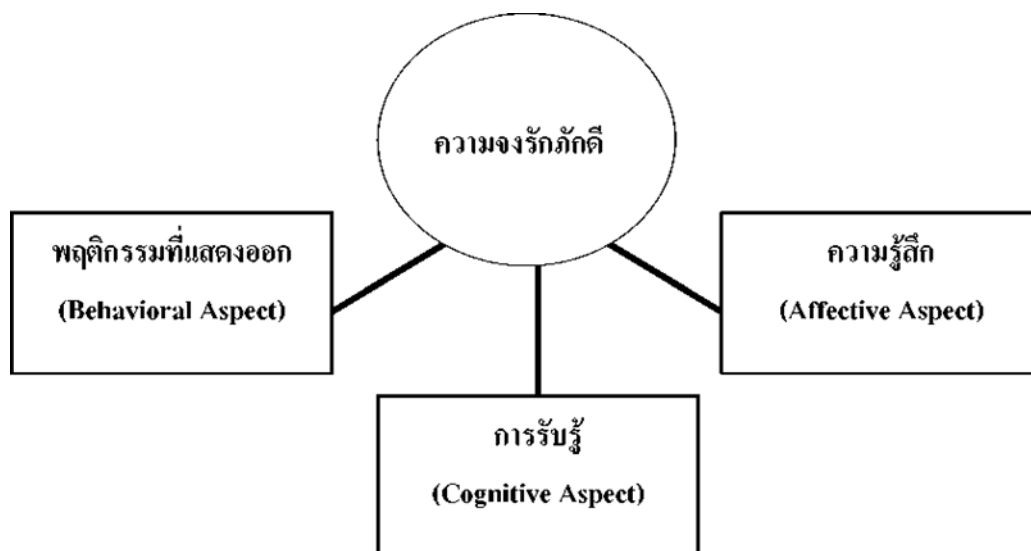 ความจงรักภักดี
พฤติกรรมที่แสดงออก
(Behavioral Aspect)
ความรู้สึก
(Affective Aspect)
การรับรู้
(Cognitive Aspect)